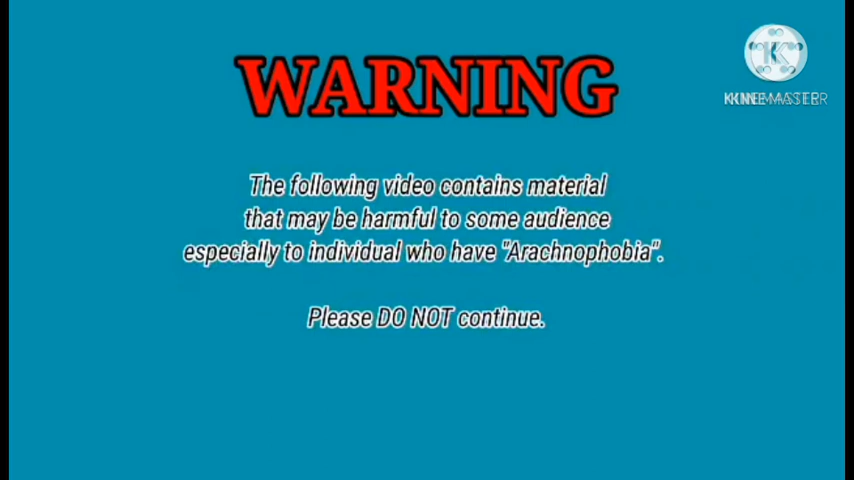 WARNING
KINEMASTER
The following video contains material
that may be harmful to some audience
especially to individual who have "Arachnophobia".
Please DO NOT continue.